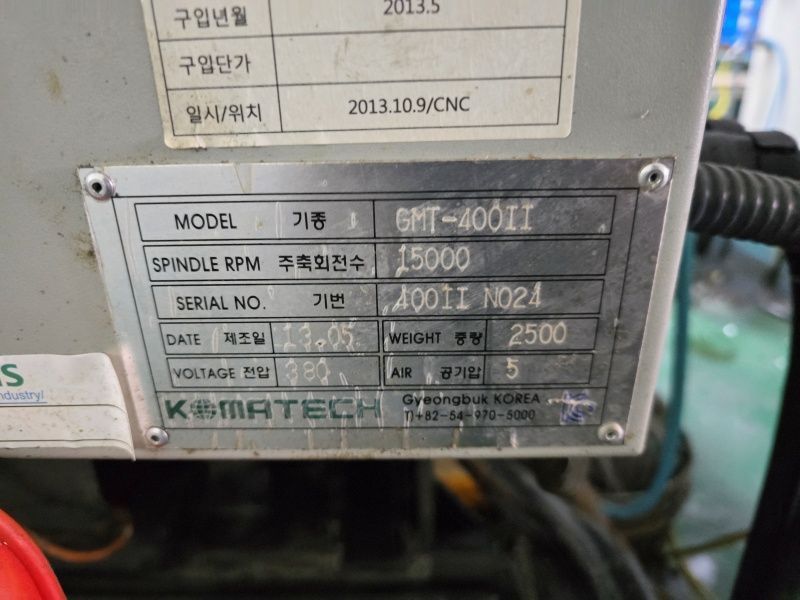 구입년월 2013.5
구입단가
일시/위치 2013.10.9/CNC
MODEL 기종 GMT-400II
SPINDLE RPM 주축회전수 15000
SERIAL NO. 기번 400II NO24
DATE 제조일 13.05 WEIGHT 중량 2500
VOLTAGE 전압 380 AIR 공기압 5
KOMATECH Gyeongbuk KOREA
T)+82-54-970-5000